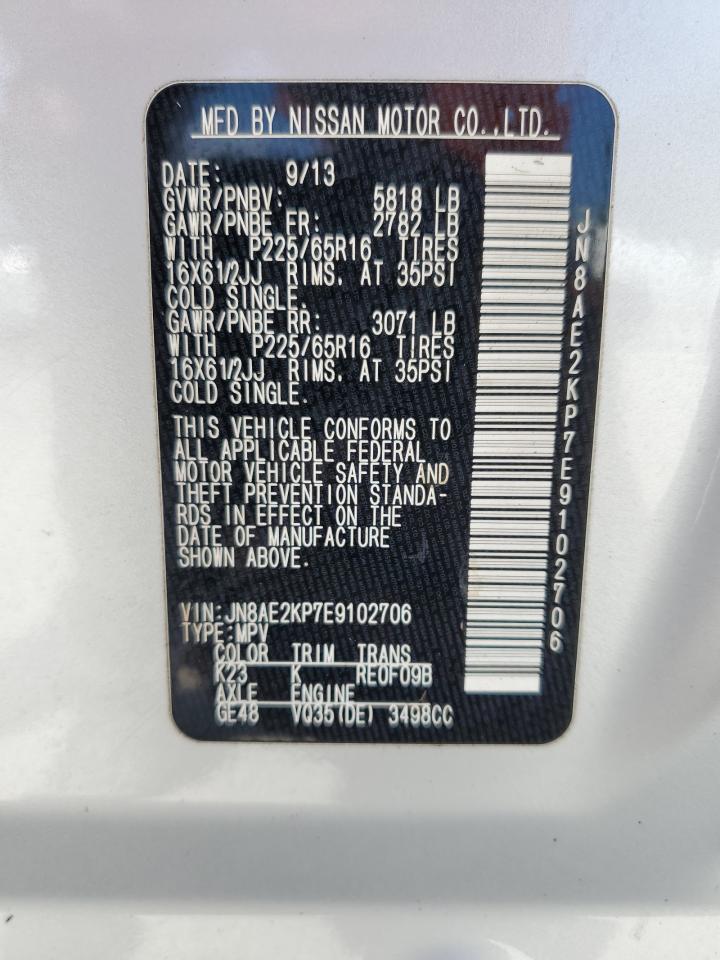 MFD BY NISSAN MOTOR CO.,LTD.
DATE: 9/13
GVWR/PNBV: 5818 LB
GAWR/PNBE FR: 2782 LB
WITH P225/65R16 TIRES
16X61/2JJ RIMS, AT 35PSI
COLD SINGLE.
GAWR/PNBE RR: 3071 LB
WITH P225/65R16 TIRES
16X61/2JJ RIMS, AT 35PSI
COLD SINGLE.
THIS VEHICLE CONFORMS TO
ALL APPLICABLE FEDERAL
MOTOR VEHICLE SAFETY AND
THEFT PREVENTION STANDA-
RDS IN EFFECT ON THE
DATE OF MANUFACTURE
SHOWN ABOVE.
VIN:JN8AE2KP7E9102706
TYPE:MPV
COLOR TRIM TRANS
K23 K RE0F09B
AXLE ENGINE
GE48 VQ35(DE) 3498CC
JN8AE2KP7E9102706